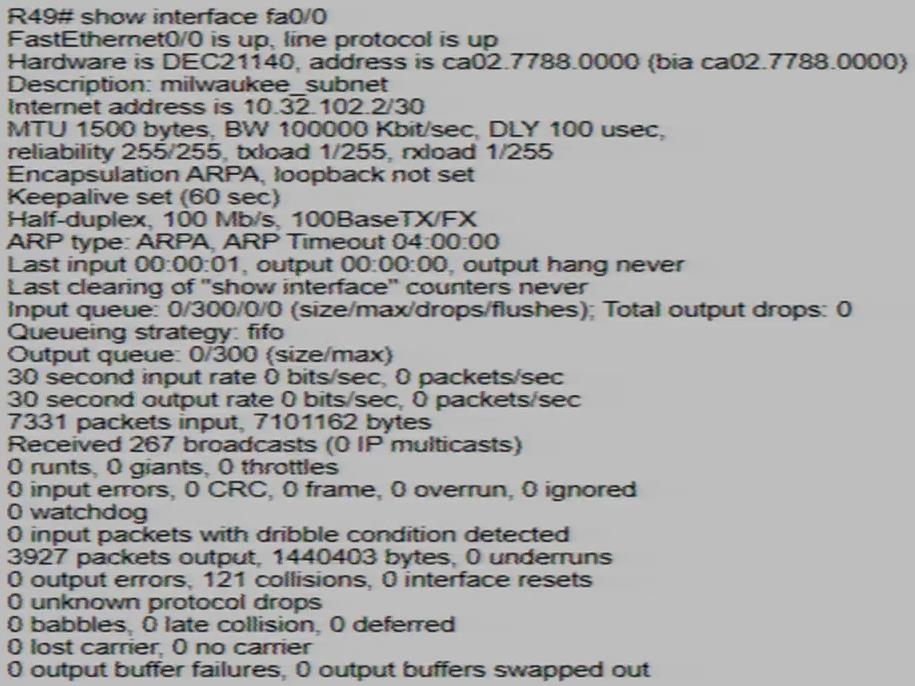 R49# show interface fa0/0
FastEthernet0/0 is up, line protocol is up
Hardware is DEC21140, address is ca02.7788.0000 (bia ca02.7788.0000)
Description: milwaukee_subnet
Internet address is 10.32.102.2/30
MTU 1500 bytes, BW 100000 Kbit/sec, DLY 100 usec,
reliability 255/255, txload 1/255, rxload 1/255
Encapsulation ARPA, loopback not set
Keepalive set (60 sec)
Half-duplex, 100 Mb/s, 100BaseTX/FX
ARP type: ARPA, ARP Timeout 04:00:00
Last input 00:00:01, output 00:00:00, output hang never
Last clearing of "show interface" counters never
Input queue: 0/300/0/0 (size/max/drops/flushes); Total output drops: 0
Queueing strategy: fifo
Output queue: 0/300 (size/max)
30 second input rate 0 bits/sec, 0 packets/sec
30 second output rate 0 bits/sec, 0 packets/sec
7331 packets input, 7101162 bytes
Received 267 broadcasts (0 IP multicasts)
0 runts, 0 giants, 0 throttles
0 input errors, 0 CRC, 0 frame, 0 overrun, 0 ignored
0 watchdog
0 input packets with dribble condition detected
3927 packets output, 1440403 bytes, 0 underruns
0 output errors, 121 collisions, 0 interface resets
0 unknown protocol drops
0 babbles, 0 late collision, 0 deferred
0 lost carrier, 0 no carrier
0 output buffer failures, 0 output buffers swapped out